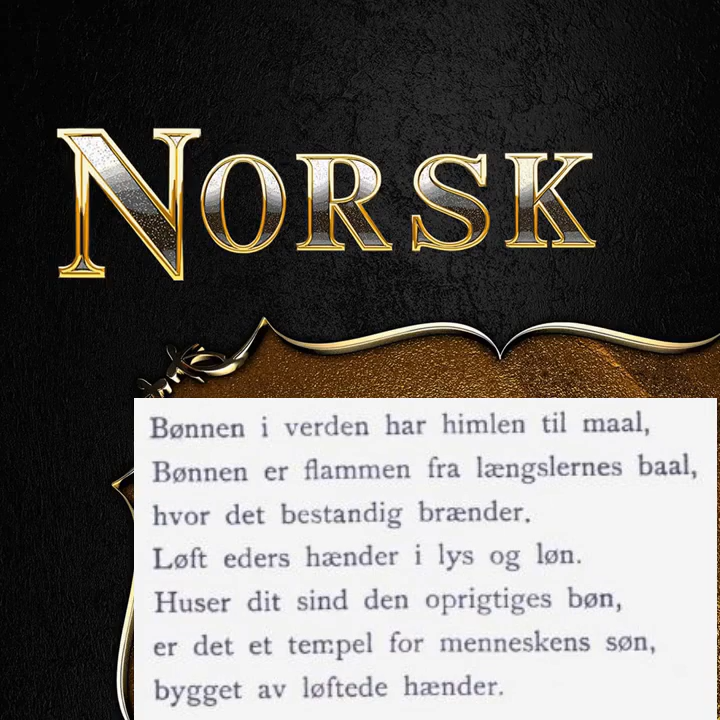 NORSK
Bønnen i verden har himlen til maal,
Bønnen er flammen fra længslernes baal,
hvor det bestandig brænder.
Løft eders hænder i lys og løn.
Huser dit sind den oprigtiges bøn,
er det et tempel for menneskens søn,
bygget av løftede hænder.